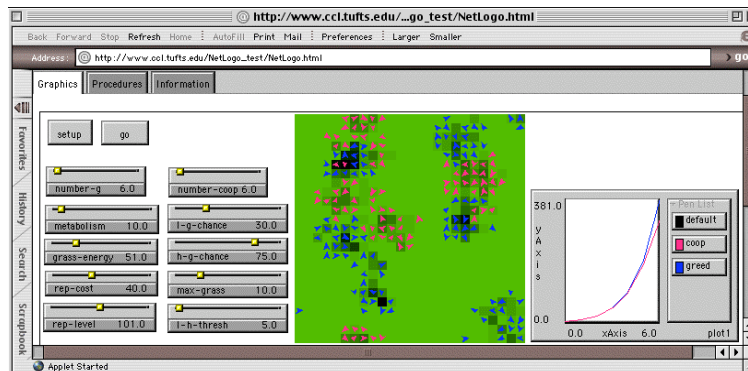 http://www.ccl.tufts.edu/...go_test/NetLogo.html
Back Forward Stop Refresh Home AutoFill Print Mail Preferences Larger Smaller
Address: http://www.ccl.tufts.edu/NetLogo_test/NetLogo.html go
Graphics Procedures Information
Favorites
History
Search
Scrapbook
setup go
number-g 6.0 number-coop 6.0
metabolism 10.0 l-g-chance 30.0
grass-energy 51.0 h-g-chance 75.0
rep-cost 40.0 max-grass 10.0
rep-level 101.0 l-h-thresh 5.0
381.0
yAxis
0.0
0.0 xAxis 6.0
Pen List
default
coop
greed
plot1
Applet Started